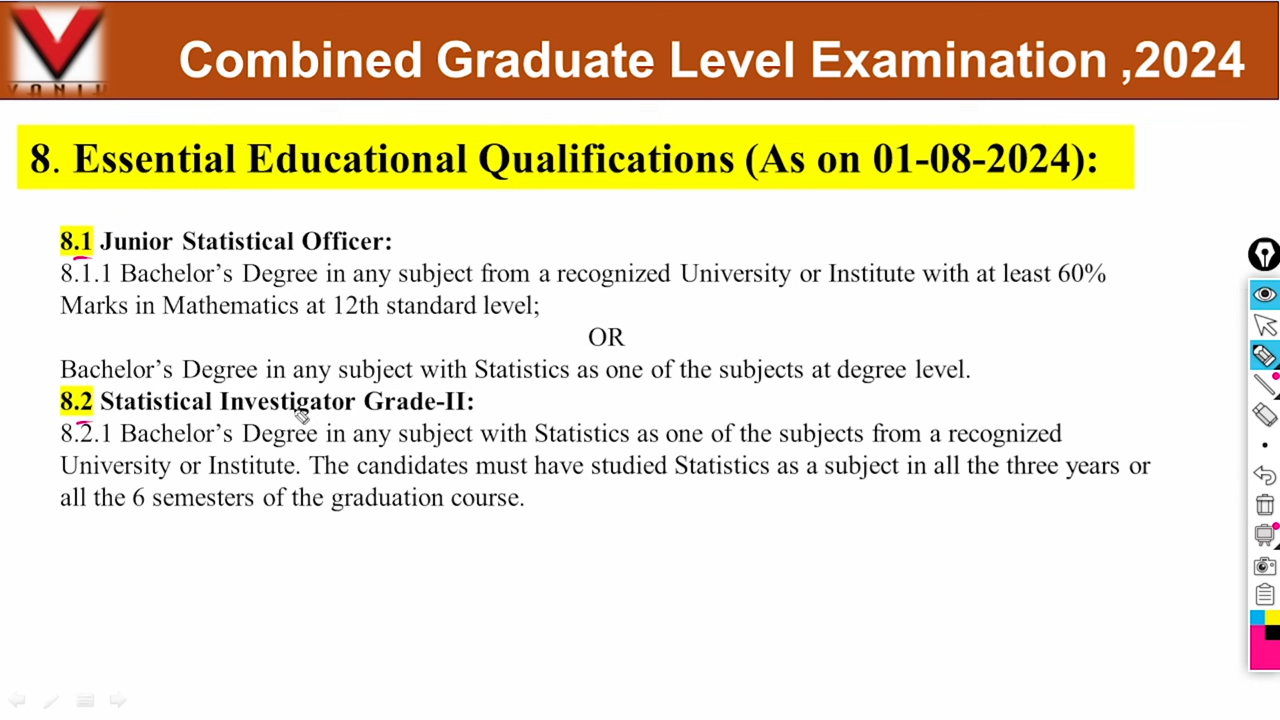 VANIJ
Combined Graduate Level Examination ,2024
8. Essential Educational Qualifications (As on 01-08-2024):
8.1 Junior Statistical Officer:
8.1.1 Bachelor’s Degree in any subject from a recognized University or Institute with at least 60%
Marks in Mathematics at 12th standard level;
OR
Bachelor’s Degree in any subject with Statistics as one of the subjects at degree level.
8.2 Statistical Investigator Grade-II:
8.2.1 Bachelor’s Degree in any subject with Statistics as one of the subjects from a recognized
University or Institute. The candidates must have studied Statistics as a subject in all the three years or
all the 6 semesters of the graduation course.